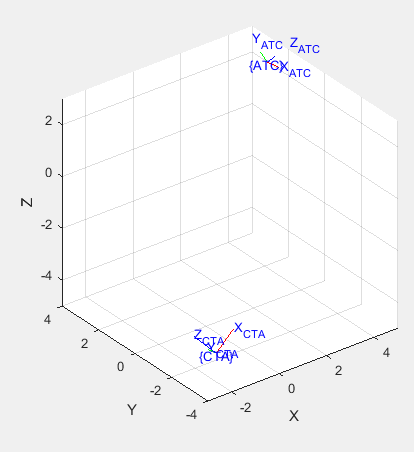 Y_ATC
Z_ATC
{ATC}
X_ATC
2
0
-2
-4
Z
4
2
0
-2
-4
Y
-2
0
2
4
X
X_CTA
Z_CTA
Y_CTA
{CTA}